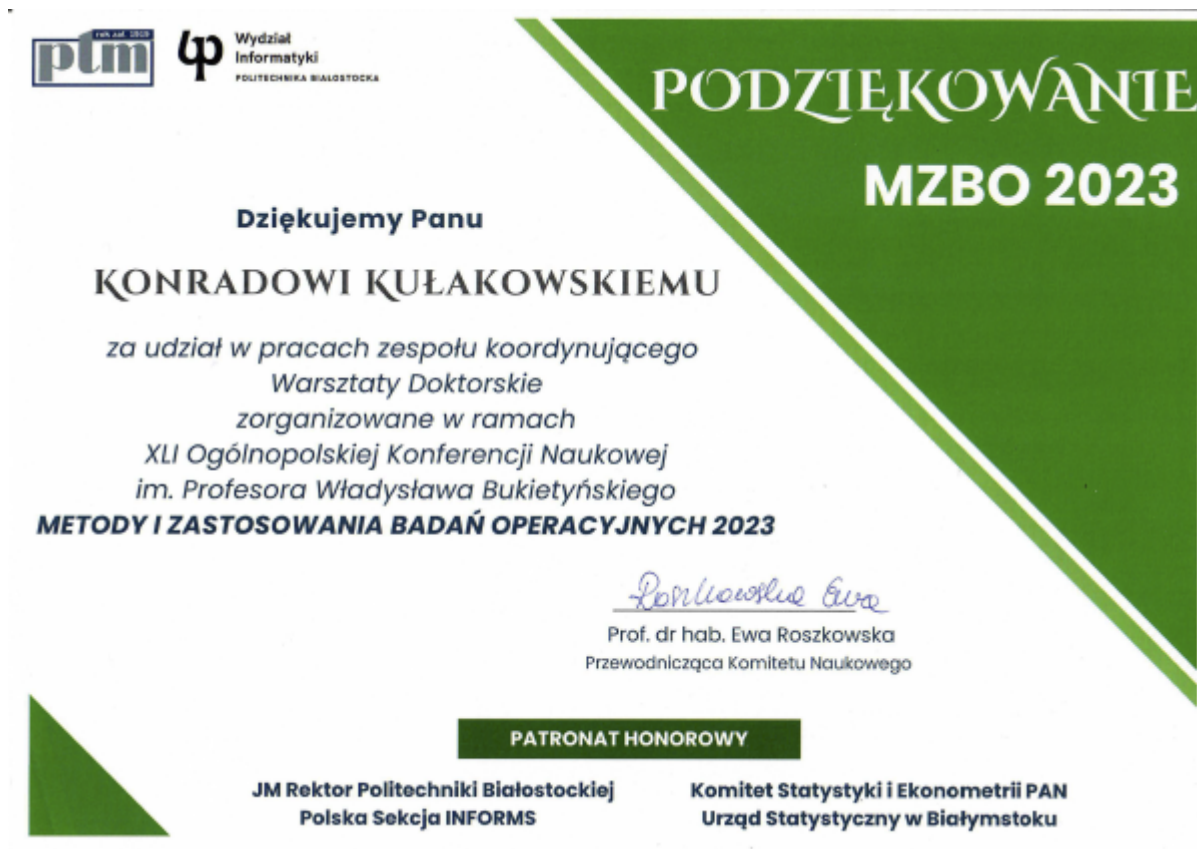 rok zał. 1919
ptm
Wydział
Informatyki
POLITECHNIKA BIAŁOSTOCKA
PODZIĘKOWANIE
MZBO 2023
Dziękujemy Panu
KONRADOWI KUŁAKOWSKIEMU
za udział w pracach zespołu koordynującego
Warsztaty Doktorskie
zorganizowane w ramach
XLI Ogólnopolskiej Konferencji Naukowej
im. Profesora Władysława Bukietyńskiego
METODY I ZASTOSOWANIA BADAŃ OPERACYJNYCH 2023
Roszkowska Ewa
Prof. dr hab. Ewa Roszkowska
Przewodnicząca Komitetu Naukowego
PATRONAT HONOROWY
JM Rektor Politechniki Białostockiej
Polska Sekcja INFORMS
Komitet Statystyki i Ekonometrii PAN
Urząd Statystyczny w Białymstoku